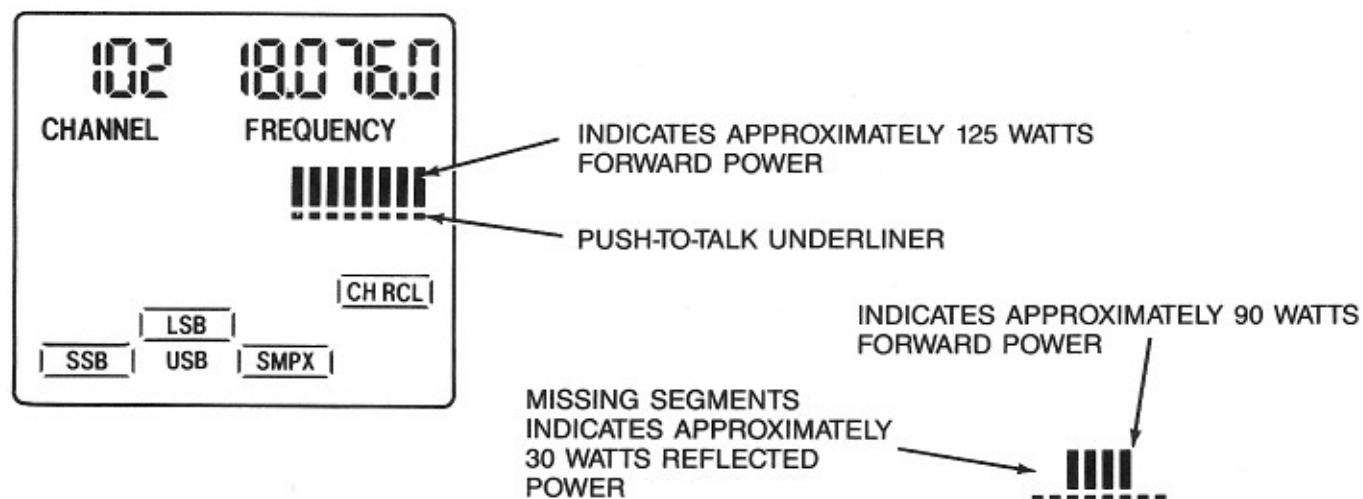 102 18.076.0
CHANNEL FREQUENCY
INDICATES APPROXIMATELY 125 WATTS
FORWARD POWER
PUSH-TO-TALK UNDERLINER
CH RCL
LSB
SSB USB SMPX
INDICATES APPROXIMATELY 90 WATTS
FORWARD POWER
MISSING SEGMENTS
INDICATES APPROXIMATELY
30 WATTS REFLECTED
POWER